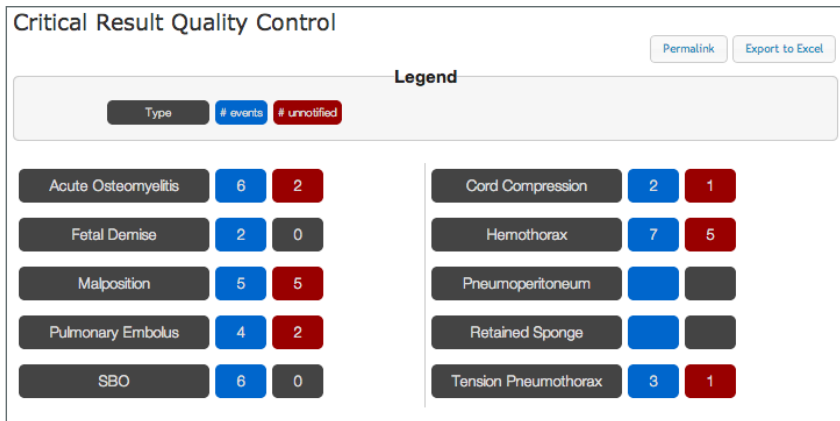 Critical Result Quality Control
Permalink Export to Excel
Legend
Type # events # unnotified
Acute Osteomyelitis 6 2
Fetal Demise 2 0
Malposition 5 5
Pulmonary Embolus 4 2
SBO 6 0
Cord Compression 2 1
Hemothorax 7 5
Pneumoperitoneum
Retained Sponge
Tension Pneumothorax 3 1